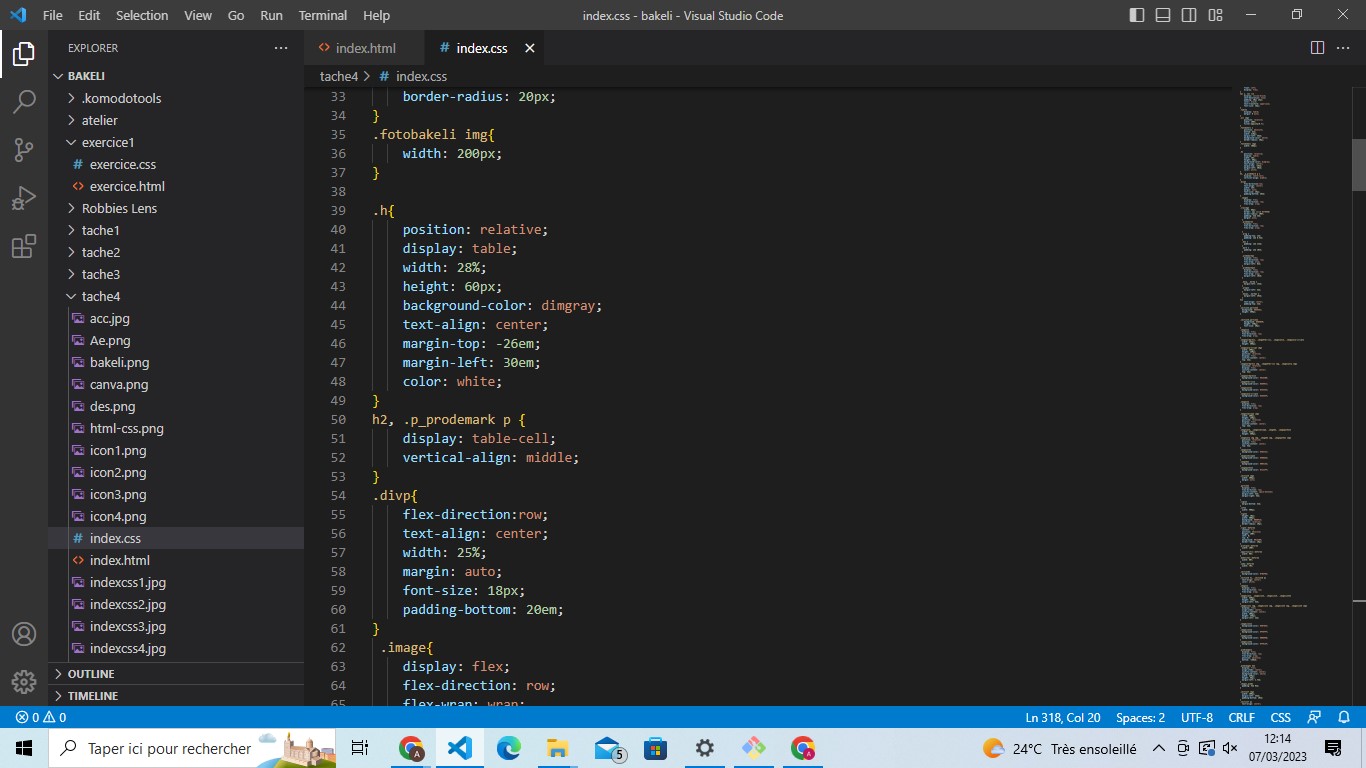 File Edit Selection View Go Run Terminal Help index.css - bakeli - Visual Studio Code
EXPLORER
BAKELI
.komodotools
atelier
exercice1
# exercice.css
<> exercice.html
Robbies Lens
tache1
tache2
tache3
tache4
acc.jpg
Ae.png
bakeli.png
canva.png
des.png
html-css.png
icon1.png
icon2.png
icon3.png
icon4.png
# index.css
<> index.html
indexcss1.jpg
indexcss2.jpg
indexcss3.jpg
indexcss4.jpg
OUTLINE
TIMELINE
<> index.html # index.css
tache4 > # index.css
33 border-radius: 20px;
34 }
35 .fotobakeli img{
36 width: 200px;
37 }
38
39 .h{
40 position: relative;
41 display: table;
42 width: 28%;
43 height: 60px;
44 background-color: dimgray;
45 text-align: center;
46 margin-top: -26em;
47 margin-left: 30em;
48 color: white;
49 }
50 h2, .p_prodemark p {
51 display: table-cell;
52 vertical-align: middle;
53 }
54 .divp{
55 flex-direction:row;
56 text-align: center;
57 width: 25%;
58 margin: auto;
59 font-size: 18px;
60 padding-bottom: 20em;
61 }
62 .image{
63 display: flex;
64 flex-direction: row;
65 flex-wrap: wrap;
0 0 Ln 318, Col 20 Spaces: 2 UTF-8 CRLF CSS
Taper ici pour rechercher A 5 A 24°C Très ensoleillé 12:14
07/03/2023